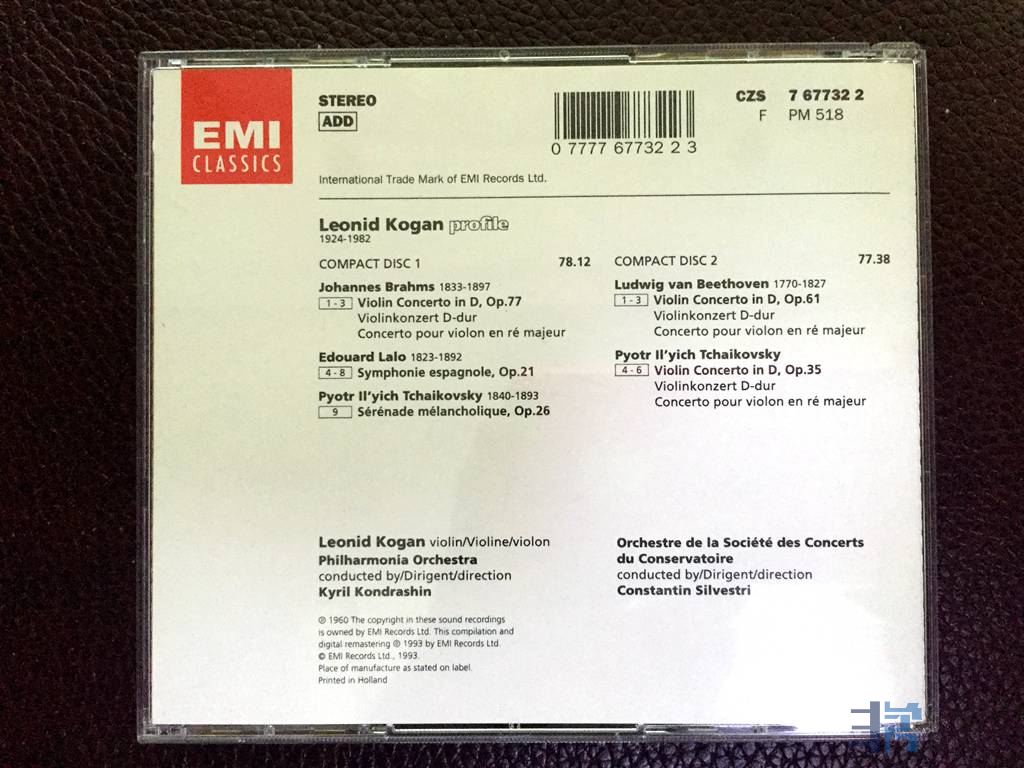 EMI
CLASSICS
STEREO
ADD
0 7777 67732 2 3
CZS 7 67732 2
F PM 518
International Trade Mark of EMI Records Ltd.
Leonid Kogan profile
1924-1982
COMPACT DISC 1 78.12
Johannes Brahms 1833-1897
1 - 3 Violin Concerto in D, Op.77
Violinkonzert D-dur
Concerto pour violon en ré majeur
Edouard Lalo 1823-1892
4 - 8 Symphonie espagnole, Op.21
Pyotr Il'yich Tchaikovsky 1840-1893
9 Sérénade mélancholique, Op.26
COMPACT DISC 2 77.38
Ludwig van Beethoven 1770-1827
1 - 3 Violin Concerto in D, Op.61
Violinkonzert D-dur
Concerto pour violon en ré majeur
Pyotr Il'yich Tchaikovsky
4 - 6 Violin Concerto in D, Op.35
Violinkonzert D-dur
Concerto pour violon en ré majeur
Leonid Kogan violin/Violine/violon
Philharmonia Orchestra
conducted by/Dirigent/direction
Kyril Kondrashin
Orchestre de la Société des Concerts
du Conservatoire
conducted by/Dirigent/direction
Constantin Silvestri
℗ 1960 The copyright in these sound recordings
is owned by EMI Records Ltd. This compilation and
digital remastering ℗ 1993 by EMI Records Ltd.
© EMI Records Ltd., 1993.
Place of manufacture as stated on label.
Printed in Holland